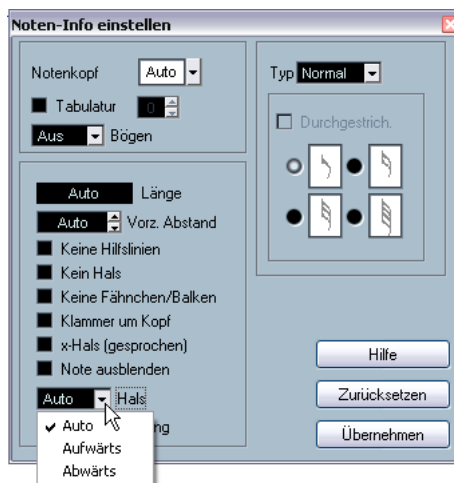 Noten-Info einstellen
Notenkopf Auto
Tabulatur 0
Aus Bögen
Auto Länge
Auto Vorz. Abstand
Keine Hilfslinien
Kein Hals
Keine Fähnchen/Balken
Klammer um Kopf
x-Hals (gesprochen)
Note ausblenden
Auto Hals
Auto
Aufwärts
Abwärts
Typ Normal
Durchgestrich.
Hilfe
Zurücksetzen
Übernehmen